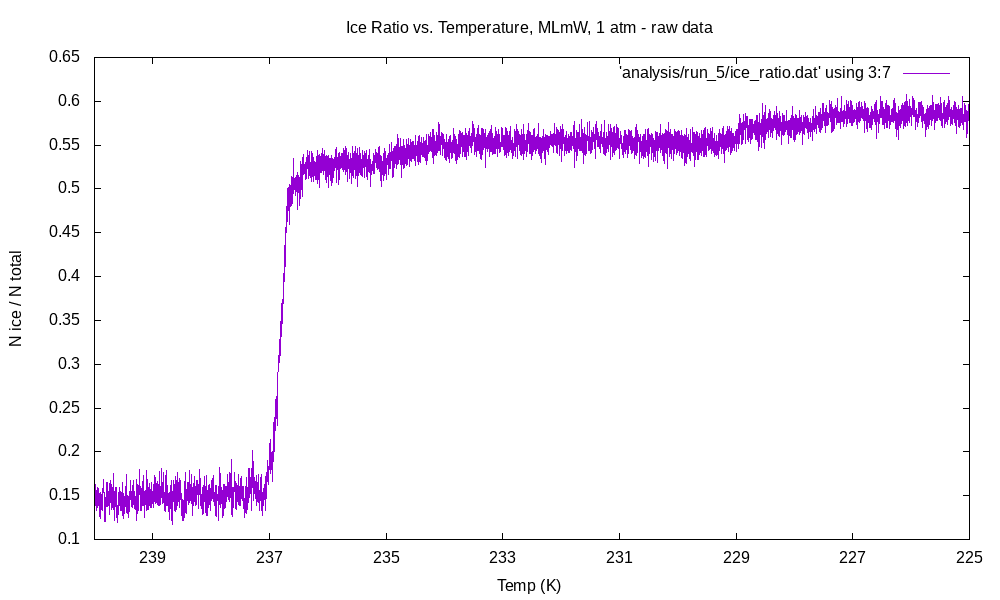 Ice Ratio vs. Temperature, MLmW, 1 atm - raw data
'analysis/run_5/ice_ratio.dat' using 3:7
N ice / N total
0.65
0.6
0.55
0.5
0.45
0.4
0.35
0.3
0.25
0.2
0.15
0.1
239 237 235 233 231 229 227 225
Temp (K)